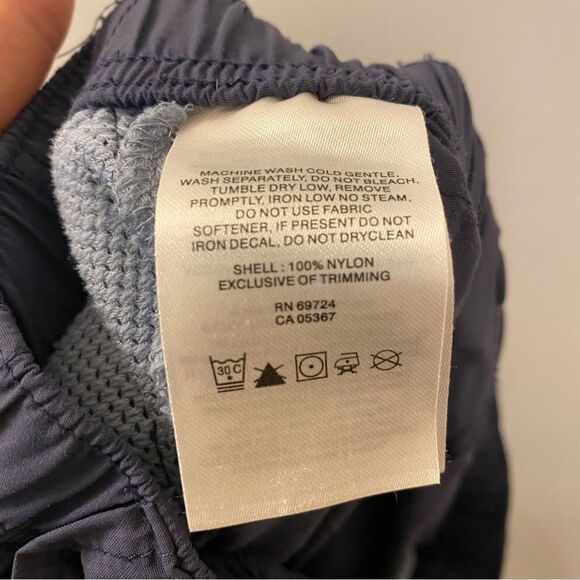 MACHINE WASH COLD GENTLE,
WASH SEPARATELY, DO NOT BLEACH.
TUMBLE DRY LOW, REMOVE
PROMPTLY, IRON LOW NO STEAM.
DO NOT USE FABRIC
SOFTENER, IF PRESENT DO NOT
IRON DECAL, DO NOT DRYCLEAN
SHELL : 100% NYLON
EXCLUSIVE OF TRIMMING
RN 69724
CA 05367
30 C